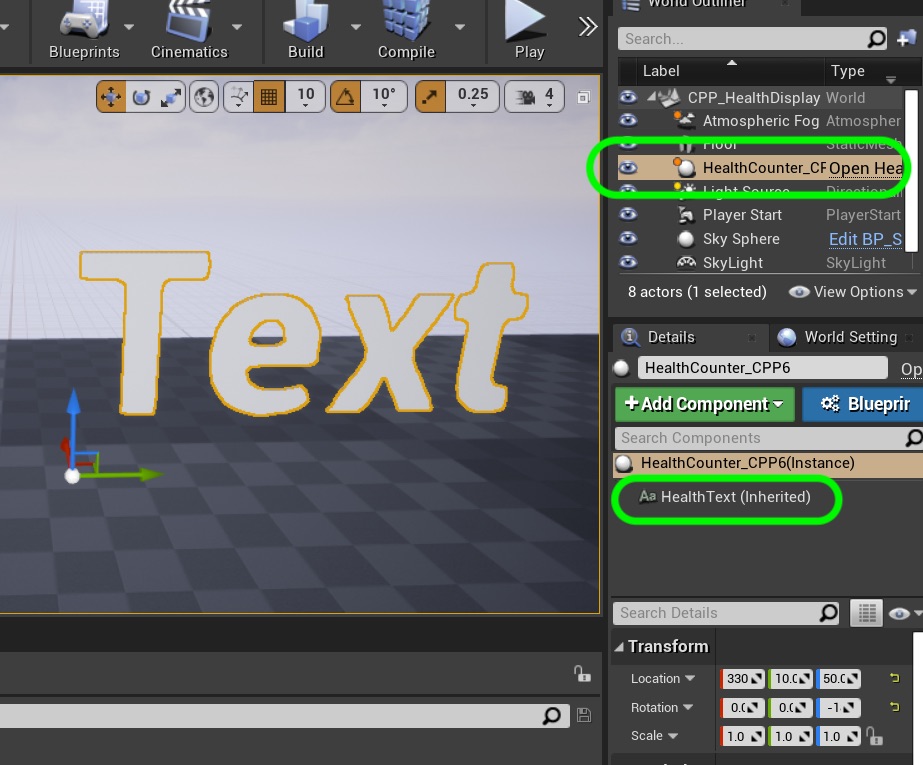 World Outliner
Blueprints
Cinematics
Build
Compile
Play
Search...
Label
Type
10
10°
0.25
4
CPP_HealthDisplay World
Atmospheric Fog Atmospher
Floor StaticMesh
HealthCounter_CP Open Hea
Light Source Directional
Player Start PlayerStart
Sky Sphere Edit BP_S
SkyLight SkyLight
8 actors (1 selected)
View Options
Text
Details
World Setting
HealthCounter_CPP6
Op
+Add Component
Blueprin
Search Components
HealthCounter_CPP6(Instance)
Aa HealthText (Inherited)
Search Details
Transform
Location 330 10.0 50.0
Rotation 0.0 0.0 -1
Scale 1.0 1.0 1.0